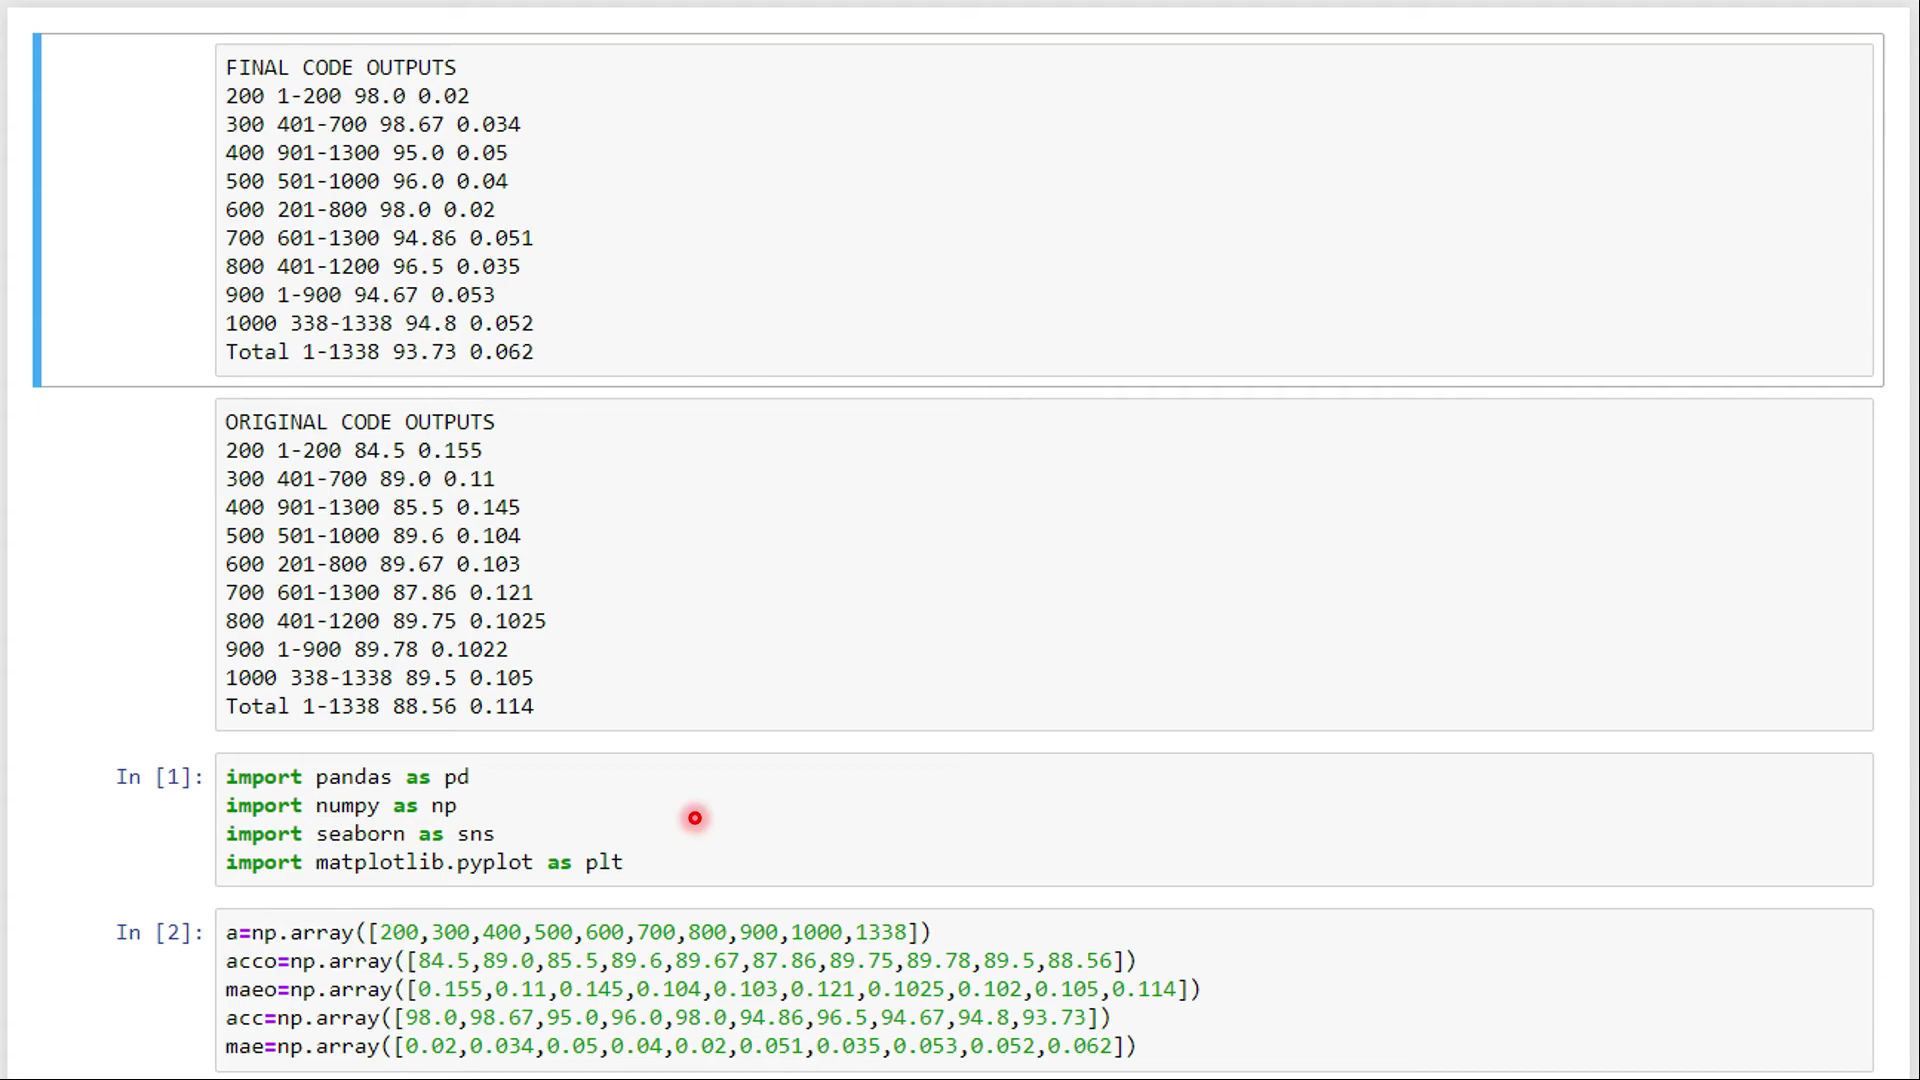 FINAL CODE OUTPUTS
200 1-200 98.0 0.02
300 401-700 98.67 0.034
400 901-1300 95.0 0.05
500 501-1000 96.0 0.04
600 201-800 98.0 0.02
700 601-1300 94.86 0.051
800 401-1200 96.5 0.035
900 1-900 94.67 0.053
1000 338-1338 94.8 0.052
Total 1-1338 93.73 0.062
ORIGINAL CODE OUTPUTS
200 1-200 84.5 0.155
300 401-700 89.0 0.11
400 901-1300 85.5 0.145
500 501-1000 89.6 0.104
600 201-800 89.67 0.103
700 601-1300 87.86 0.121
800 401-1200 89.75 0.1025
900 1-900 89.78 0.1022
1000 338-1338 89.5 0.105
Total 1-1338 88.56 0.114
In [1]: import pandas as pd
import numpy as np
import seaborn as sns
import matplotlib.pyplot as plt
In [2]: a=np.array([200,300,400,500,600,700,800,900,1000,1338])
acco=np.array([84.5,89.0,85.5,89.6,89.67,87.86,89.75,89.78,89.5,88.56])
maeo=np.array([0.155,0.11,0.145,0.104,0.103,0.121,0.1025,0.102,0.105,0.114])
acc=np.array([98.0,98.67,95.0,96.0,98.0,94.86,96.5,94.67,94.8,93.73])
mae=np.array([0.02,0.034,0.05,0.04,0.02,0.051,0.035,0.053,0.052,0.062])